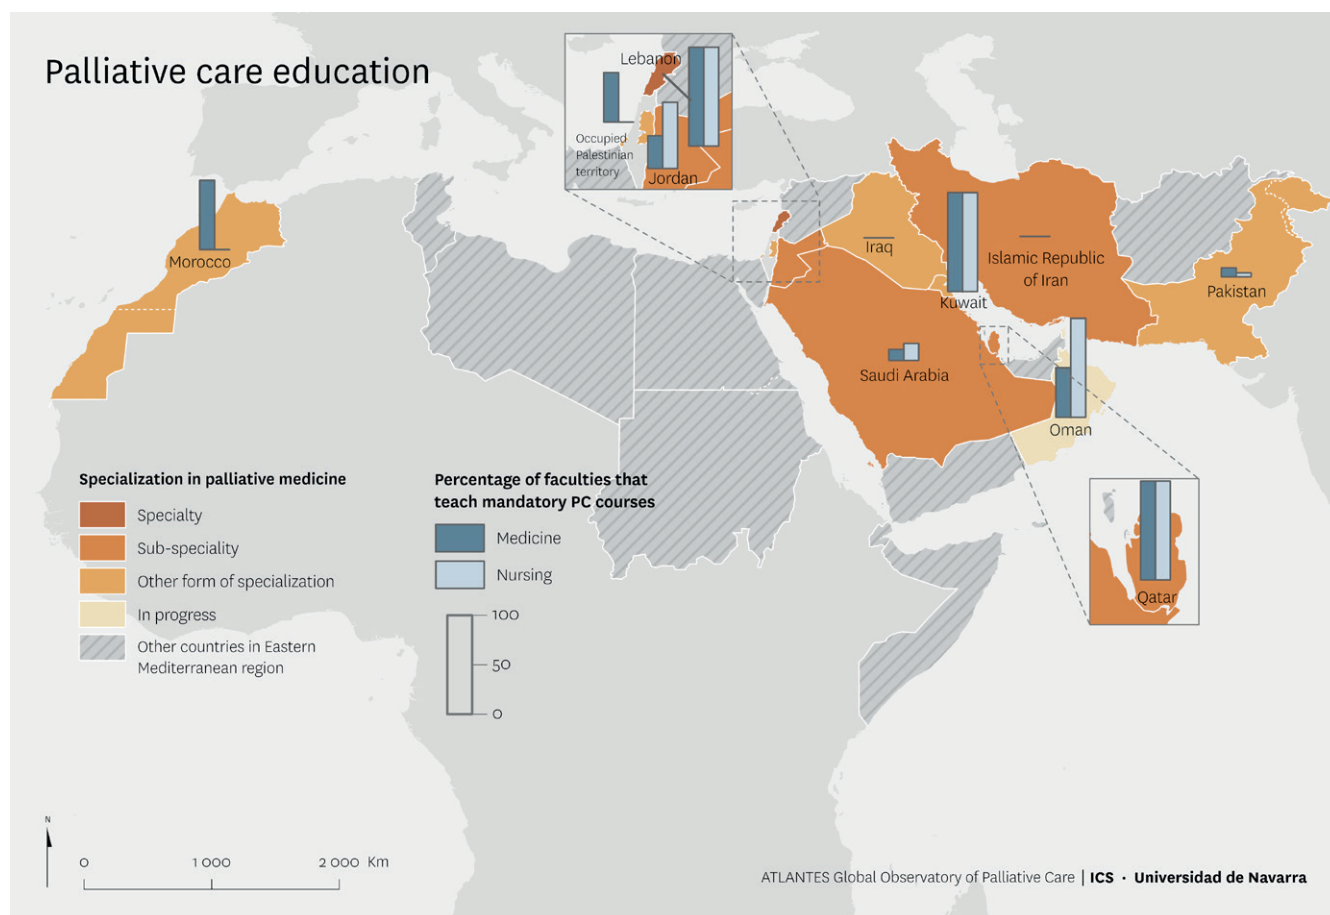 Palliative care education
Lebanon
Occupied
Palestinian
territory
Jordan
Morocco
Iraq
Islamic Republic
of Iran
Kuwait
Pakistan
Saudi Arabia
Oman
Qatar
Specialization in palliative medicine
Specialty
Sub-speciality
Other form of specialization
In progress
Other countries in Eastern
Mediterranean region
Percentage of faculties that
teach mandatory PC courses
Medicine
Nursing
100
50
0
N
0 1 000 2 000 Km
ATLANTES Global Observatory of Palliative Care | ICS · Universidad de Navarra